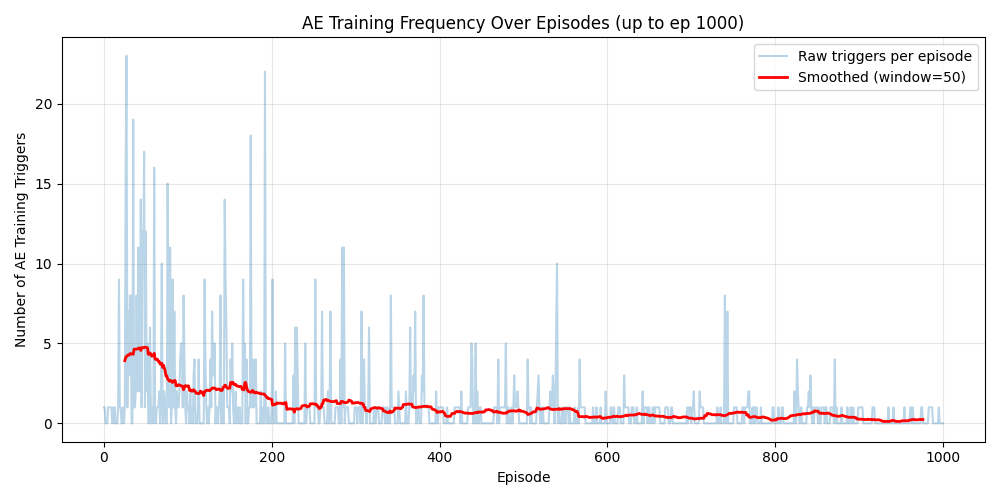 AE Training Frequency Over Episodes (up to ep 1000)
Raw triggers per episode
Smoothed (window=50)
Number of AE Training Triggers
20
15
10
5
0
0 200 400 600 800 1000
Episode